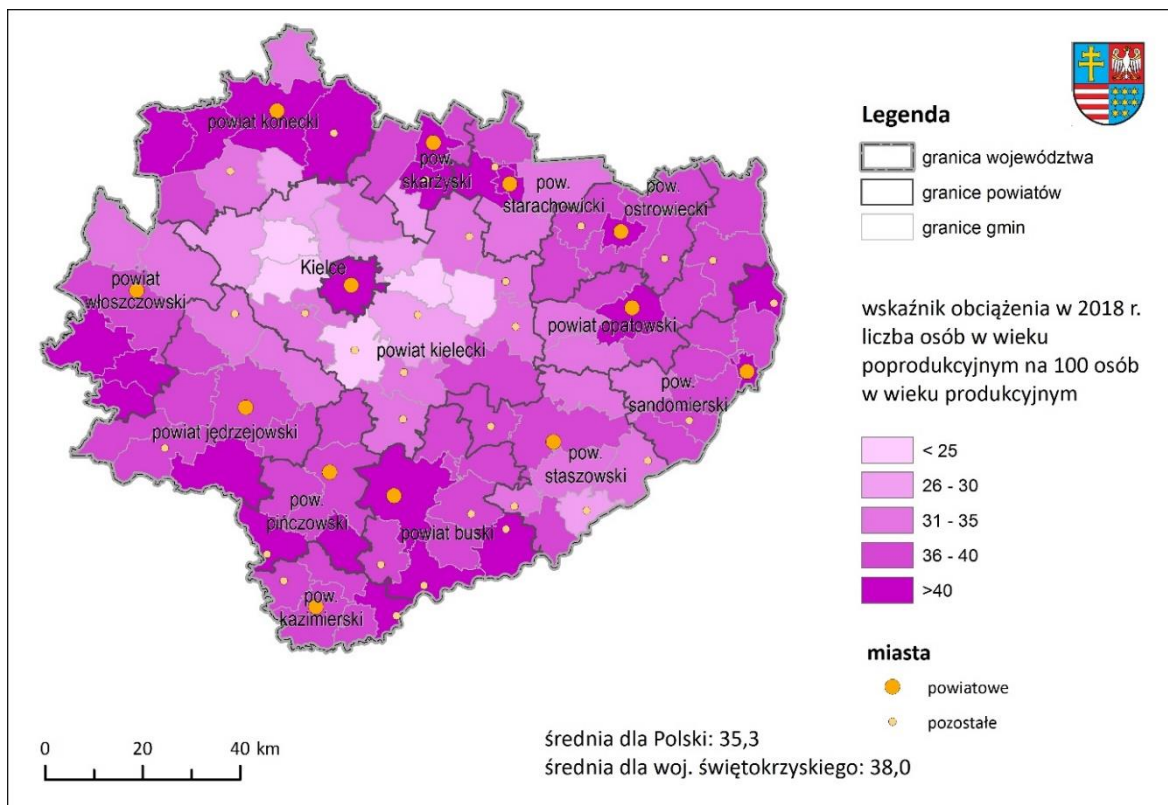 powiat konecki
pow.
skarżyski
pow.
starachowicki
pow.
ostrowiecki
powiat
włoszczowski
Kielce
powiat opatowski
powiat kielecki
pow.
sandomierski
powiat jędrzejowski
pow.
staszowski
pow.
pińczowski
powiat buski
pow.
kazimierski
0 20 40 km
Legenda
granica województwa
granice powiatów
granice gmin
wskaźnik obciążenia w 2018 r.
liczba osób w wieku
poprodukcyjnym na 100 osób
w wieku produkcyjnym
< 25
26 - 30
31 - 35
36 - 40
>40
miasta
powiatowe
pozostałe
średnia dla Polski: 35,3
średnia dla woj. świętokrzyskiego: 38,0